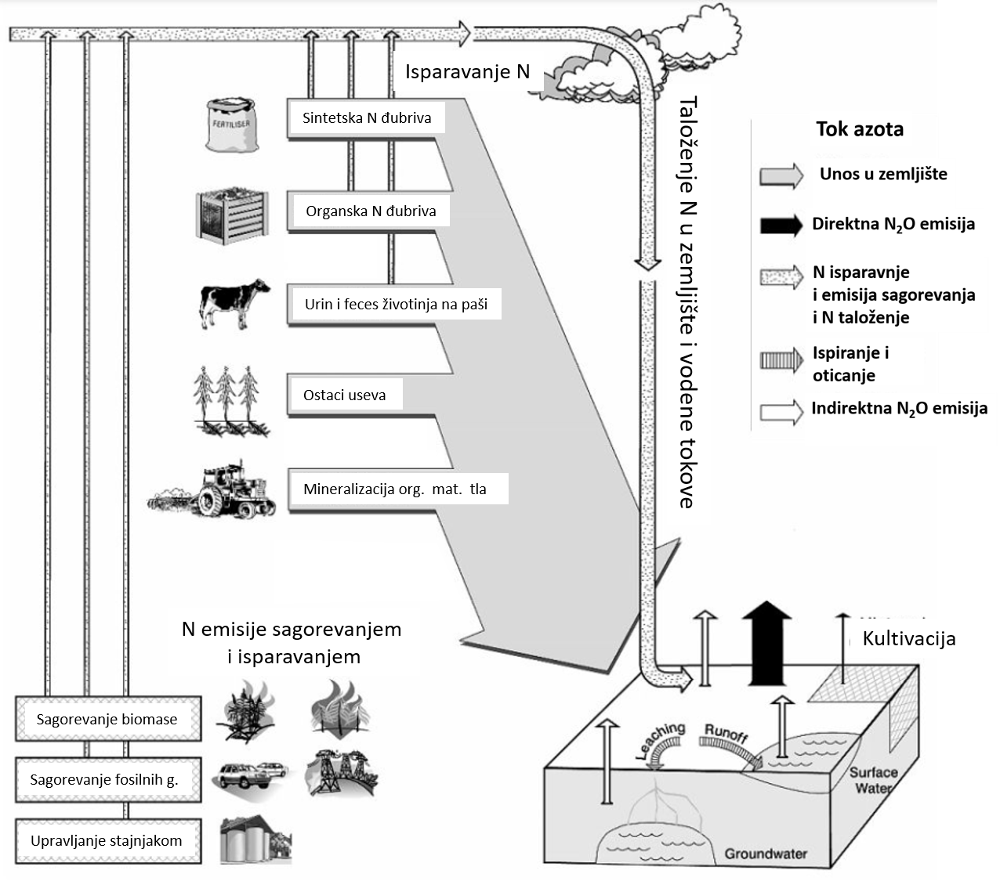 Isparavanje N
FERTILISER
Sintetska N đubriva
Organska N đubriva
Urin i feces životinja na paši
Ostaci useva
Mineralizacija org. mat. tla
Taloženje N u zemljište i vodene tokove
Tok azota
Unos u zemljište
Direktna N₂O emisija
N isparavnje
i emisija sagorevanja
i N taloženje
Ispiranje i
oticanje
Indirektna N₂O emisija
N emisije sagorevanjem
i isparavanjem
Sagorevanje biomase
Sagorevanje fosilnih g.
Upravljanje stajnjakom
Kultivacija
Leaching
Runoff
Surface
Water
Groundwater